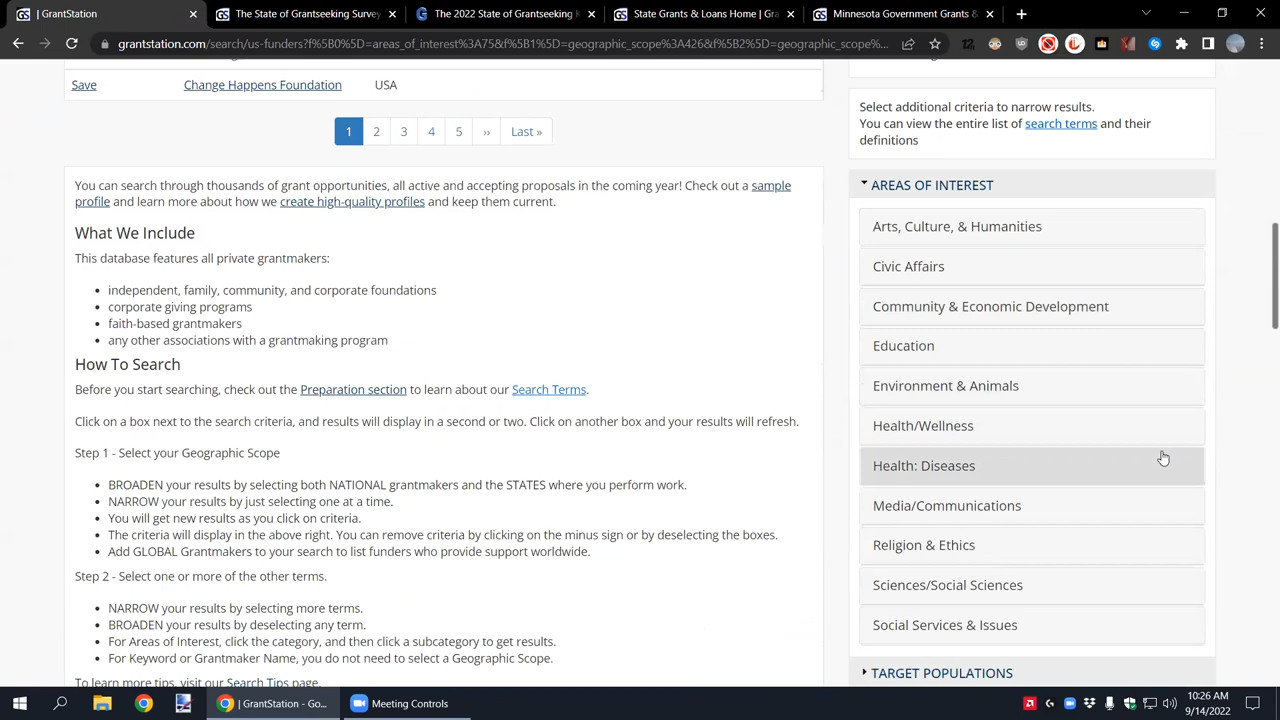 | GrantStation
The State of Grantseeking Survey
The 2022 State of Grantseeking
State Grants & Loans Home | Gra
Minnesota Government Grants &
grantstation.com/search/us-funders?f%5B0%5D=areas_of_interest%3A75&f%5B1%5D=geographic_scope%3A426&f%5B2%5D=geographic_scope%...
Save Change Happens Foundation USA
1 2 3 4 5 ›› Last »
You can search through thousands of grant opportunities, all active and accepting proposals in the coming year! Check out a sample
profile and learn more about how we create high-quality profiles and keep them current.
What We Include
This database features all private grantmakers:
• independent, family, community, and corporate foundations
• corporate giving programs
• faith-based grantmakers
• any other associations with a grantmaking program
How To Search
Before you start searching, check out the Preparation section to learn about our Search Terms.
Click on a box next to the search criteria, and results will display in a second or two. Click on another box and your results will refresh.
Step 1 - Select your Geographic Scope
• BROADEN your results by selecting both NATIONAL grantmakers and the STATES where you perform work.
• NARROW your results by just selecting one at a time.
• You will get new results as you click on criteria.
• The criteria will display in the above right. You can remove criteria by clicking on the minus sign or by deselecting the boxes.
• Add GLOBAL Grantmakers to your search to list funders who provide support worldwide.
Step 2 - Select one or more of the other terms.
• NARROW your results by selecting more terms.
• BROADEN your results by deselecting any term.
• For Areas of Interest, click the category, and then click a subcategory to get results.
• For Keyword or Grantmaker Name, you do not need to select a Geographic Scope.
To learn more tips, visit our Search Tips page.
Select additional criteria to narrow results.
You can view the entire list of search terms and their
definitions
AREAS OF INTEREST
Arts, Culture, & Humanities
Civic Affairs
Community & Economic Development
Education
Environment & Animals
Health/Wellness
Health: Diseases
Media/Communications
Religion & Ethics
Sciences/Social Sciences
Social Services & Issues
TARGET POPULATIONS
| GrantStation - Go...
Meeting Controls
10:26 AM
9/14/2022